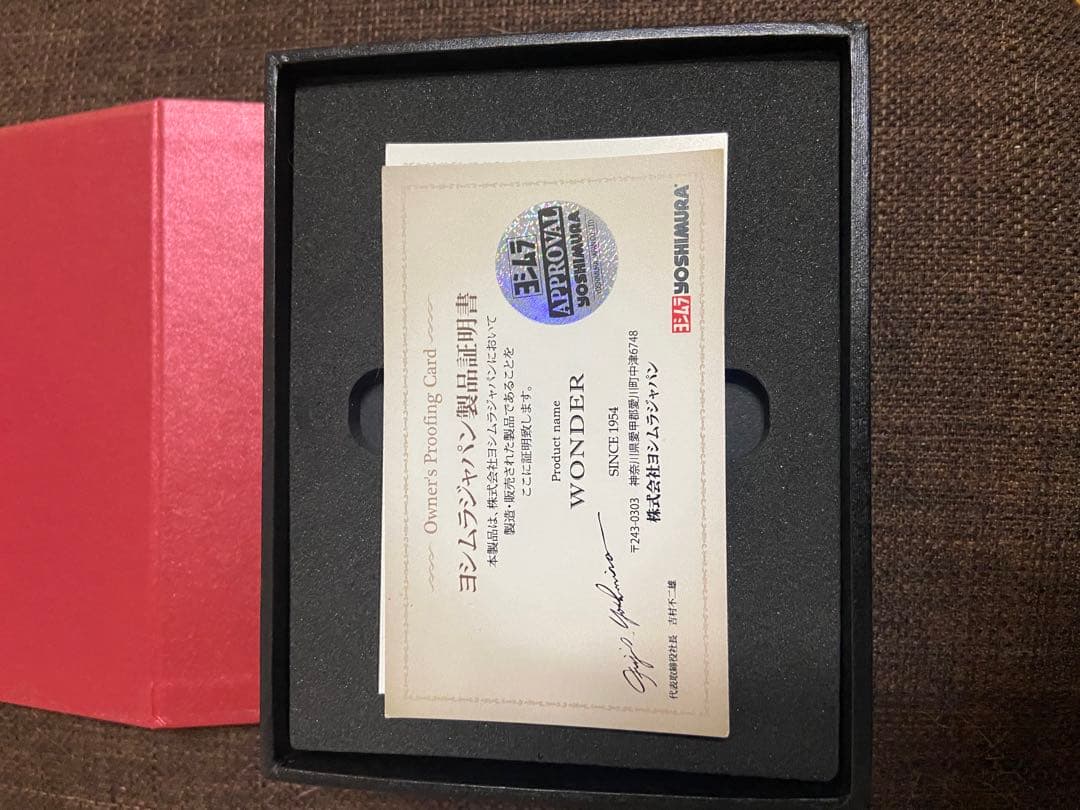 Owner's Proofing Card
ヨシムラジャパン製品証明書
本製品は、株式会社ヨシムラジャパンにおいて
製造・販売された製品であることを
ここに証明致します。
ヨシムラ
APPROVAL
YOSHIMURA
Product name
WONDER
SINCE 1954
〒243-0303 神奈川県愛甲郡愛川町中津6748
株式会社ヨシムラジャパン
代表取締役社長 吉村不二雄
ヨシムラ YOSHIMURA